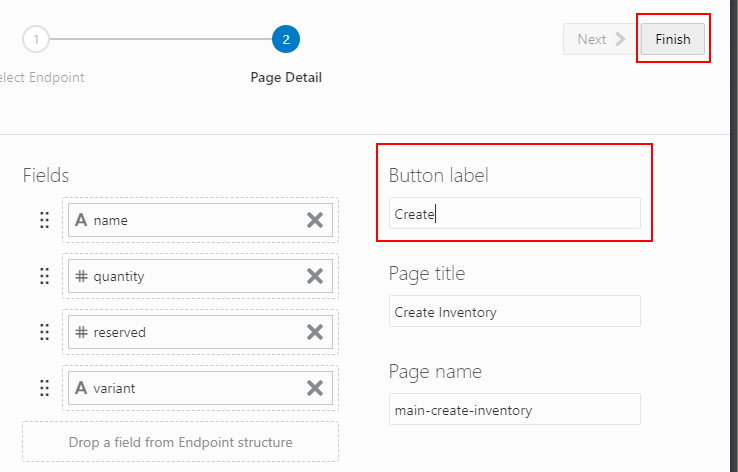 1
2
Next
Finish
elect Endpoint
Page Detail
Fields
A name
# quantity
# reserved
A variant
Drop a field from Endpoint structure
Button label
Create
Page title
Create Inventory
Page name
main-create-inventory